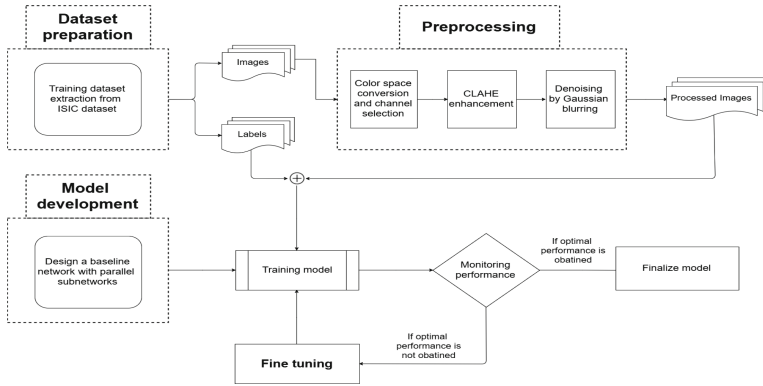 Dataset
preparation
Training dataset
extraction from
ISIC dataset
Images
Labels
Preprocessing
Color space
conversion
and channel
selection
CLAHE
enhancement
Denoising
by Gaussian
blurring
Processed Images
Model
development
Design a baseline
network with parallel
subnetworks
Training model
Monitoring
performance
If optimal
performance is
obatined
Finalize model
If optimal
performance is
not obatined
Fine tuning